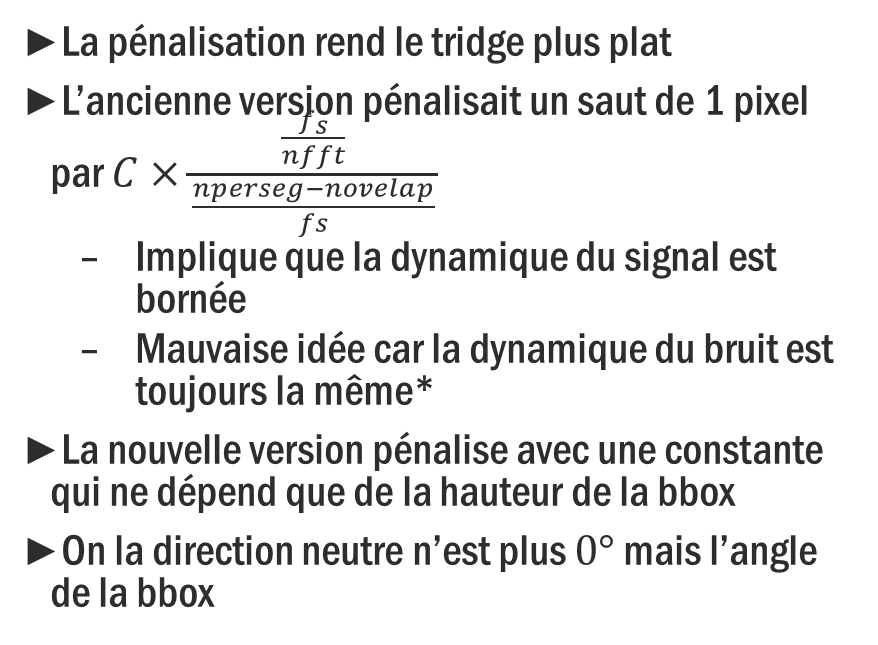 ►La pénalisation rend le tridge plus plat
►L’ancienne version pénalisait un saut de 1 pixel
par $C \times \frac{\frac{fs}{nfft}}{\frac{nperseg-novelap}{fs}}$
– Implique que la dynamique du signal est
bornée
– Mauvaise idée car la dynamique du bruit est
toujours la même*
►La nouvelle version pénalise avec une constante
qui ne dépend que de la hauteur de la bbox
►On la direction neutre n’est plus 0° mais l’angle
de la bbox